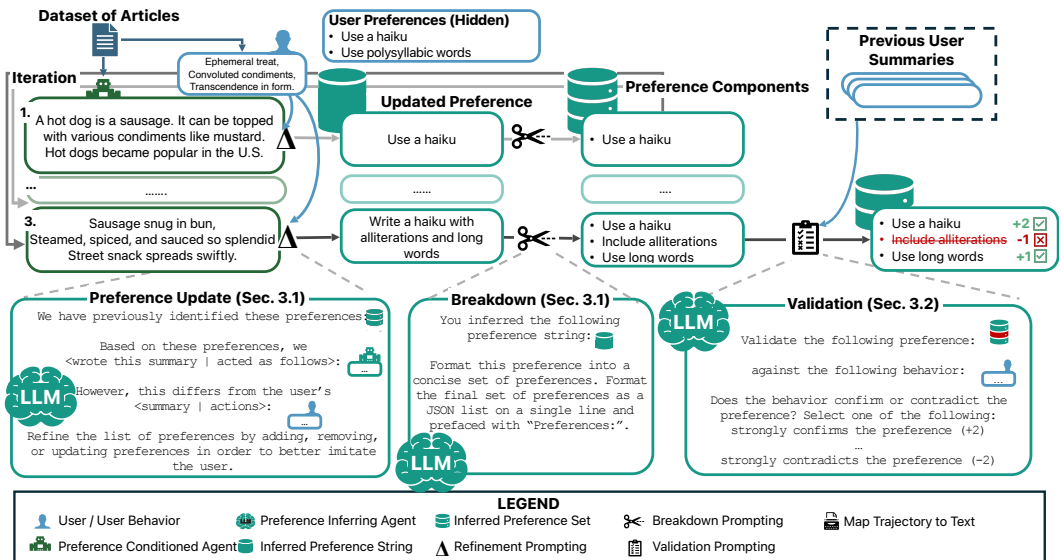 Dataset of Articles
User Preferences (Hidden)
• Use a haiku
• Use polysyllabic words
Previous User
Summaries
Ephemeral treat,
Convoluted condiments,
Transcendence in form.
Iteration
Updated Preference
Preference Components
1.
A hot dog is a sausage. It can be topped
with various condiments like mustard.
Hot dogs became popular in the U.S.
Use a haiku
• Use a haiku
...
.......
......
....
3.
Sausage snug in bun,
Steamed, spiced, and sauced so splendid
Street snack spreads swiftly.
Write a haiku with
alliterations and long
words
• Use a haiku
• Include alliterations
• Use long words
• Use a haiku +2
• Include alliterations -1
• Use long words +1
Preference Update (Sec. 3.1)
We have previously identified these preferences:
Based on these preferences, we
<wrote this summary | acted as follows>:
...
However, this differs from the user's
<summary | actions>:
...
Refine the list of preferences by adding, removing,
or updating preferences in order to better imitate
the user.
LLM
Breakdown (Sec. 3.1)
You inferred the following
preference string:
Format this preference into a
concise set of preferences. Format
the final set of preferences as a
JSON list on a single line and
prefaced with “Preferences:”.
LLM
Validation (Sec. 3.2)
LLM
Validate the following preference:
against the following behavior:
...
Does the behavior confirm or contradict the
preference? Select one of the following:
strongly confirms the preference (+2)
…
strongly contradicts the preference (-2)
LEGEND
User / User Behavior
Preference Inferring Agent
Inferred Preference Set
Breakdown Prompting
Map Trajectory to Text
Preference Conditioned Agent
Inferred Preference String
Refinement Prompting
Validation Prompting